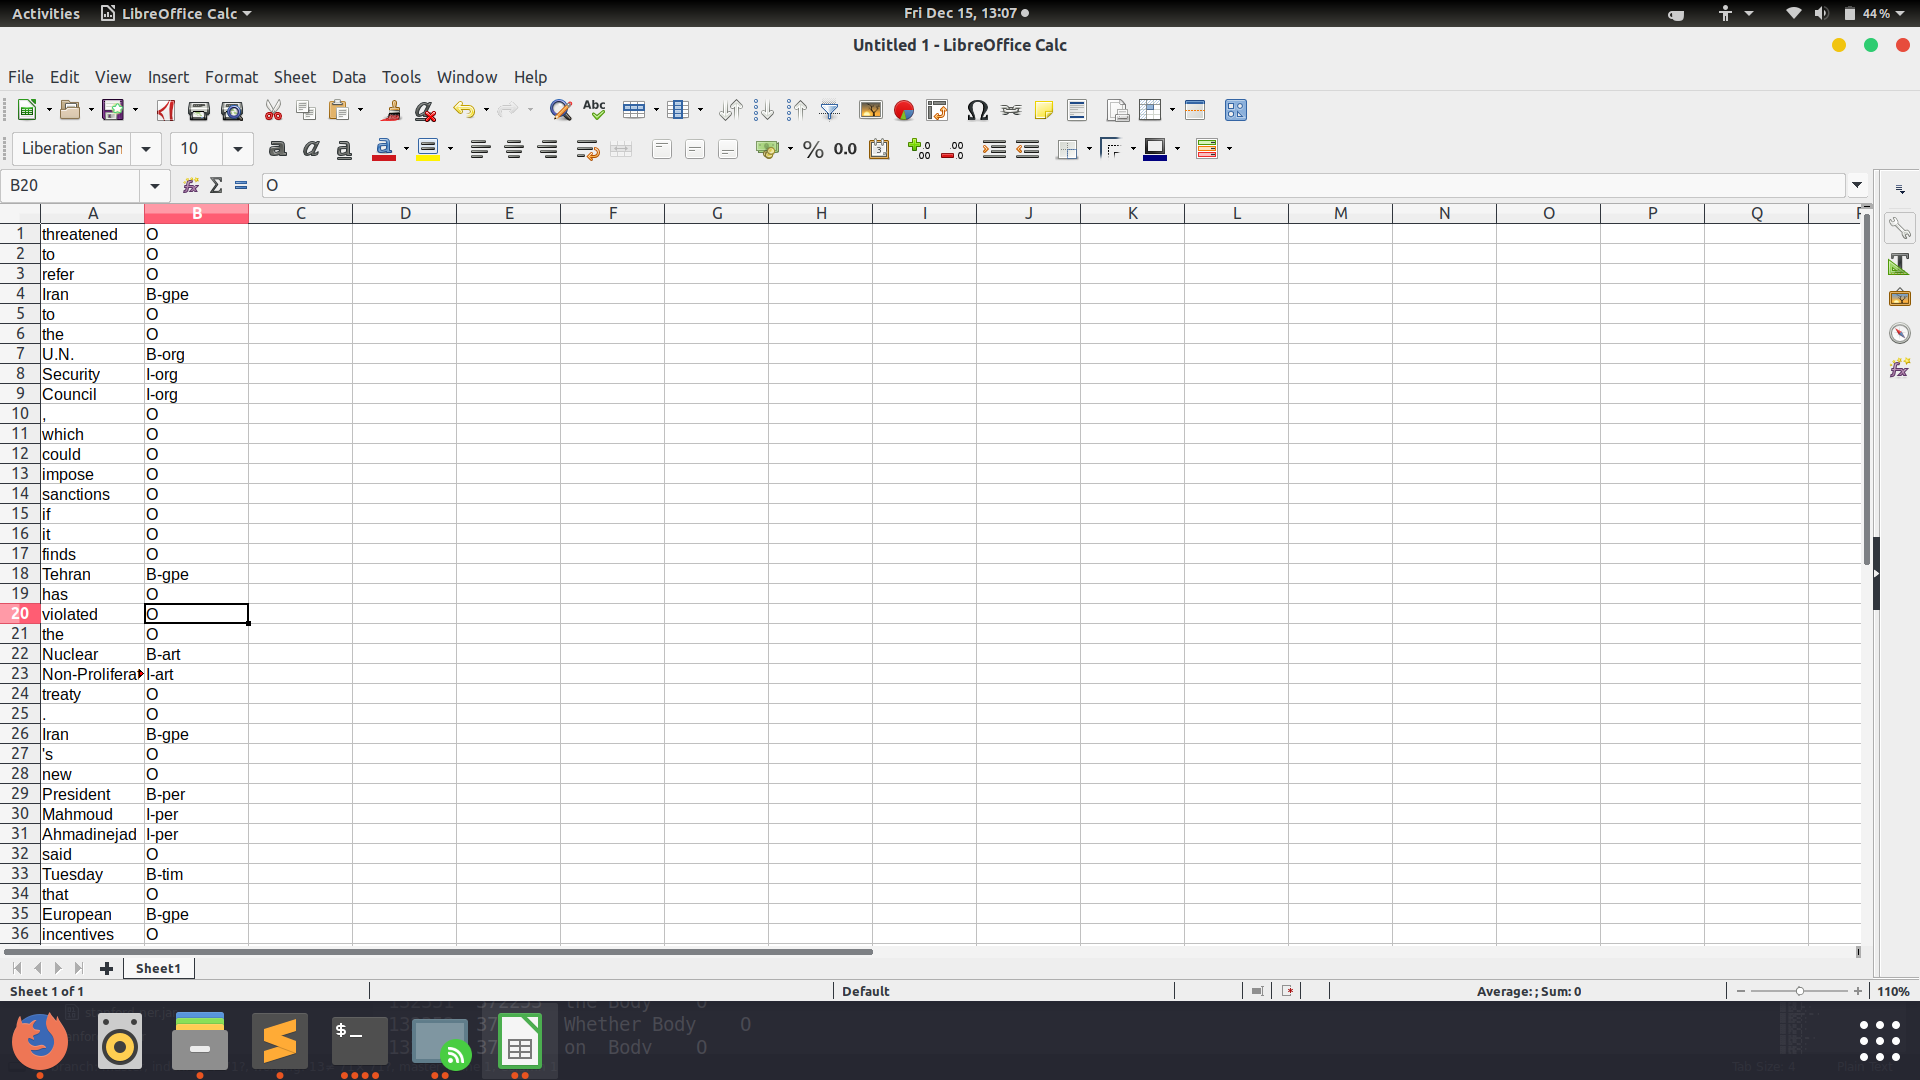 Activities LibreOffice Calc Fri Dec 15, 13:07 44%
Untitled 1 - LibreOffice Calc
File Edit View Insert Format Sheet Data Tools Window Help
Liberation San 10
B20 O
A B C D E F G H I J K L M N O P Q
1 threatened O
2 to O
3 refer O
4 Iran B-gpe
5 to O
6 the O
7 U.N. B-org
8 Security I-org
9 Council I-org
10 , O
11 which O
12 could O
13 impose O
14 sanctions O
15 if O
16 it O
17 finds O
18 Tehran B-gpe
19 has O
20 violated O
21 the O
22 Nuclear B-art
23 Non-Prolifera I-art
24 treaty O
25 . O
26 Iran B-gpe
27 's O
28 new O
29 President B-per
30 Mahmoud I-per
31 Ahmadinejad I-per
32 said O
33 Tuesday B-tim
34 that O
35 European B-gpe
36 incentives O
Sheet1
Sheet 1 of 1 Default Average: ; Sum: 0 110%
Whether Body O
on Body O
Tab Size: 4 Plain Text